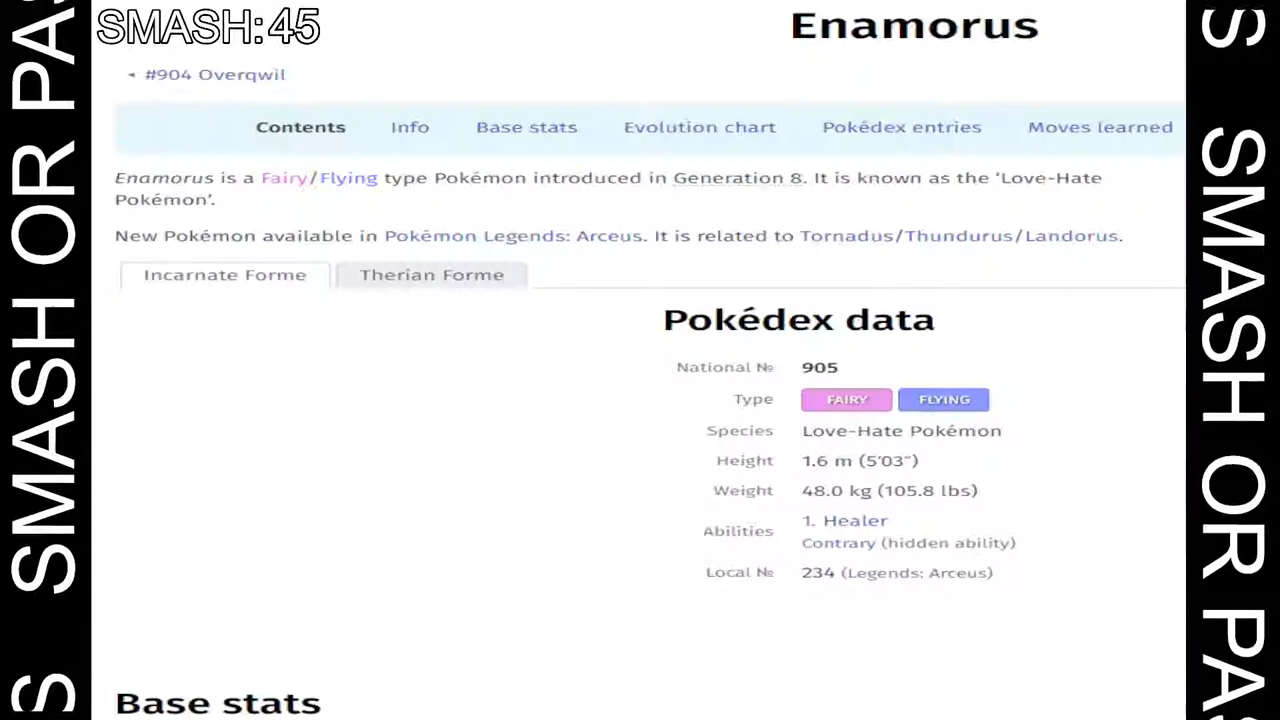 SMASH OR PAS
SMASH:45
Enamorus
#904 Overqwil
Contents Info Base stats Evolution chart Pokédex entries Moves learned
Enamorus is a Fairy/Flying type Pokémon introduced in Generation 8. It is known as the ‘Love-Hate
Pokémon’.
New Pokémon available in Pokémon Legends: Arceus. It is related to Tornadus/Thundurus/Landorus.
Incarnate Forme Therian Forme
Pokédex data
National № 905
Type FAIRY FLYING
Species Love-Hate Pokémon
Height 1.6 m (5′03″)
Weight 48.0 kg (105.8 lbs)
Abilities 1. Healer
Contrary (hidden ability)
Local № 234 (Legends: Arceus)
Base stats
S
S
SMASH OR PAS